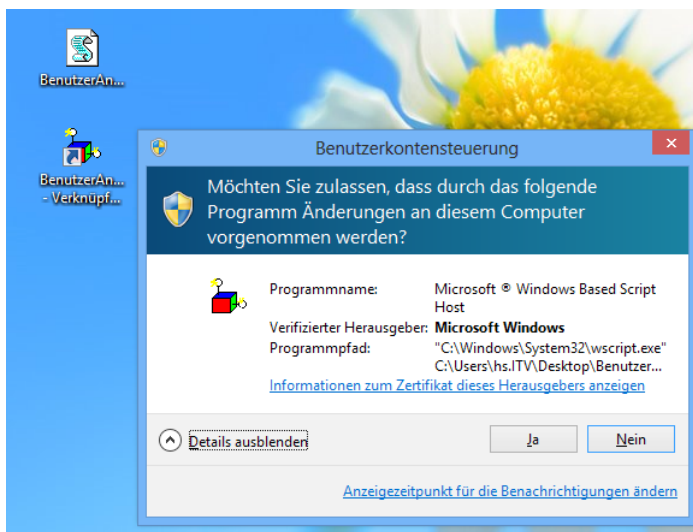 BenutzerAn...
BenutzerAn...
- Verknüpf...
Benutzerkontensteuerung
Möchten Sie zulassen, dass durch das folgende
Programm Änderungen an diesem Computer
vorgenommen werden?
Programmname: Microsoft ® Windows Based Script
Host
Verifizierter Herausgeber: Microsoft Windows
Programmpfad: "C:\Windows\System32\wscript.exe"
C:\Users\hs.ITV\Desktop\Benutzer...
Informationen zum Zertifikat dieses Herausgebers anzeigen
Details ausblenden
Ja
Nein
Anzeigezeitpunkt für die Benachrichtigungen ändern